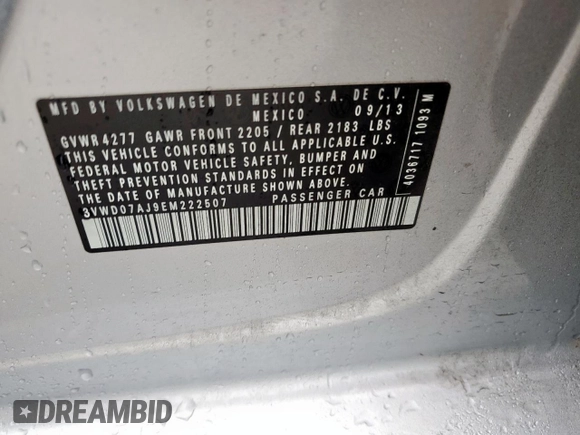 MFD BY VOLKSWAGEN DE MEXICO S.A. DE C.V.
MEXICO 09/13
GVWR 4277 GAWR FRONT 2205 / REAR 2183 LBS
THIS VEHICLE CONFORMS TO ALL APPLICABLE U.S.
FEDERAL MOTOR VEHICLE SAFETY, BUMPER AND
THEFT PREVENTION STANDARDS IN EFFECT ON
DATE OF MANUFACTURE SHOWN ABOVE.
3VWD07AJ9EM222507 PASSENGER CAR
4036717 1093 M
DREAMBID